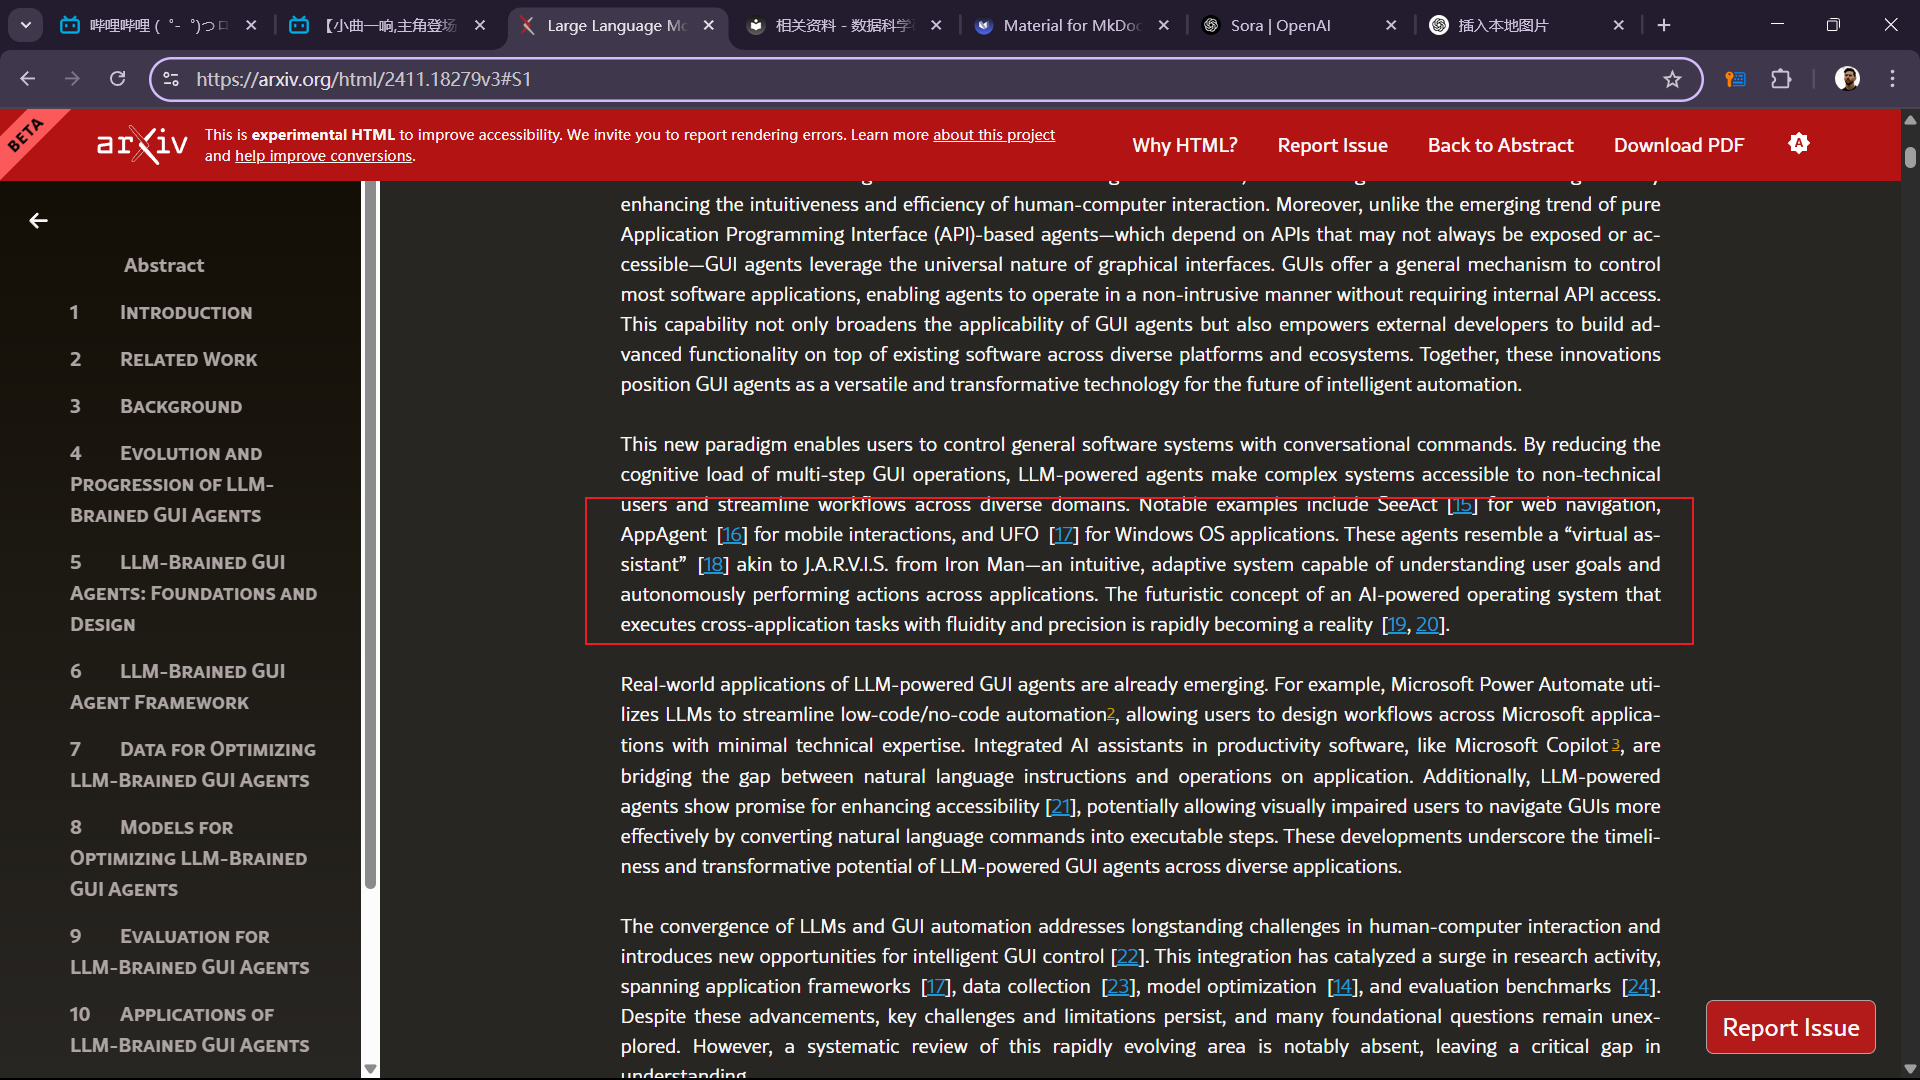 哔哩哔哩 (゜-゜)つロ
【小曲一响,主角登场
Large Language Mo
相关资料 - 数据科学
Material for MkDoc
Sora | OpenAI
插入本地图片
https://arxiv.org/html/2411.18279v3#S1
BETA
arXiv
This is experimental HTML to improve accessibility. We invite you to report rendering errors. Learn more about this project
and help improve conversions.
Why HTML?
Report Issue
Back to Abstract
Download PDF
A
Abstract
1 Introduction
2 Related Work
3 Background
4 Evolution and
Progression of LLM-
Brained GUI Agents
5 LLM-Brained GUI
Agents: Foundations and
Design
6 LLM-Brained GUI
Agent Framework
7 Data for Optimizing
LLM-Brained GUI Agents
8 Models for
Optimizing LLM-Brained
GUI Agents
9 Evaluation for
LLM-Brained GUI Agents
10 Applications of
LLM-Brained GUI Agents
enhancing the intuitiveness and efficiency of human-computer interaction. Moreover, unlike the emerging trend of pure
Application Programming Interface (API)-based agents—which depend on APIs that may not always be exposed or ac-
cessible—GUI agents leverage the universal nature of graphical interfaces. GUIs offer a general mechanism to control
most software applications, enabling agents to operate in a non-intrusive manner without requiring internal API access.
This capability not only broadens the applicability of GUI agents but also empowers external developers to build ad-
vanced functionality on top of existing software across diverse platforms and ecosystems. Together, these innovations
position GUI agents as a versatile and transformative technology for the future of intelligent automation.
This new paradigm enables users to control general software systems with conversational commands. By reducing the
cognitive load of multi-step GUI operations, LLM-powered agents make complex systems accessible to non-technical
users and streamline workflows across diverse domains. Notable examples include SeeAct [15] for web navigation,
AppAgent [16] for mobile interactions, and UFO [17] for Windows OS applications. These agents resemble a “virtual as-
sistant” [18] akin to J.A.R.V.I.S. from Iron Man—an intuitive, adaptive system capable of understanding user goals and
autonomously performing actions across applications. The futuristic concept of an AI-powered operating system that
executes cross-application tasks with fluidity and precision is rapidly becoming a reality [19, 20].
Real-world applications of LLM-powered GUI agents are already emerging. For example, Microsoft Power Automate uti-
lizes LLMs to streamline low-code/no-code automation2, allowing users to design workflows across Microsoft applica-
tions with minimal technical expertise. Integrated AI assistants in productivity software, like Microsoft Copilot3, are
bridging the gap between natural language instructions and operations on application. Additionally, LLM-powered
agents show promise for enhancing accessibility [21], potentially allowing visually impaired users to navigate GUIs more
effectively by converting natural language commands into executable steps. These developments underscore the timeli-
ness and transformative potential of LLM-powered GUI agents across diverse applications.
The convergence of LLMs and GUI automation addresses longstanding challenges in human-computer interaction and
introduces new opportunities for intelligent GUI control [22]. This integration has catalyzed a surge in research activity,
spanning application frameworks [17], data collection [23], model optimization [14], and evaluation benchmarks [24].
Despite these advancements, key challenges and limitations persist, and many foundational questions remain unex-
plored. However, a systematic review of this rapidly evolving area is notably absent, leaving a critical gap in
understanding.
Report Issue